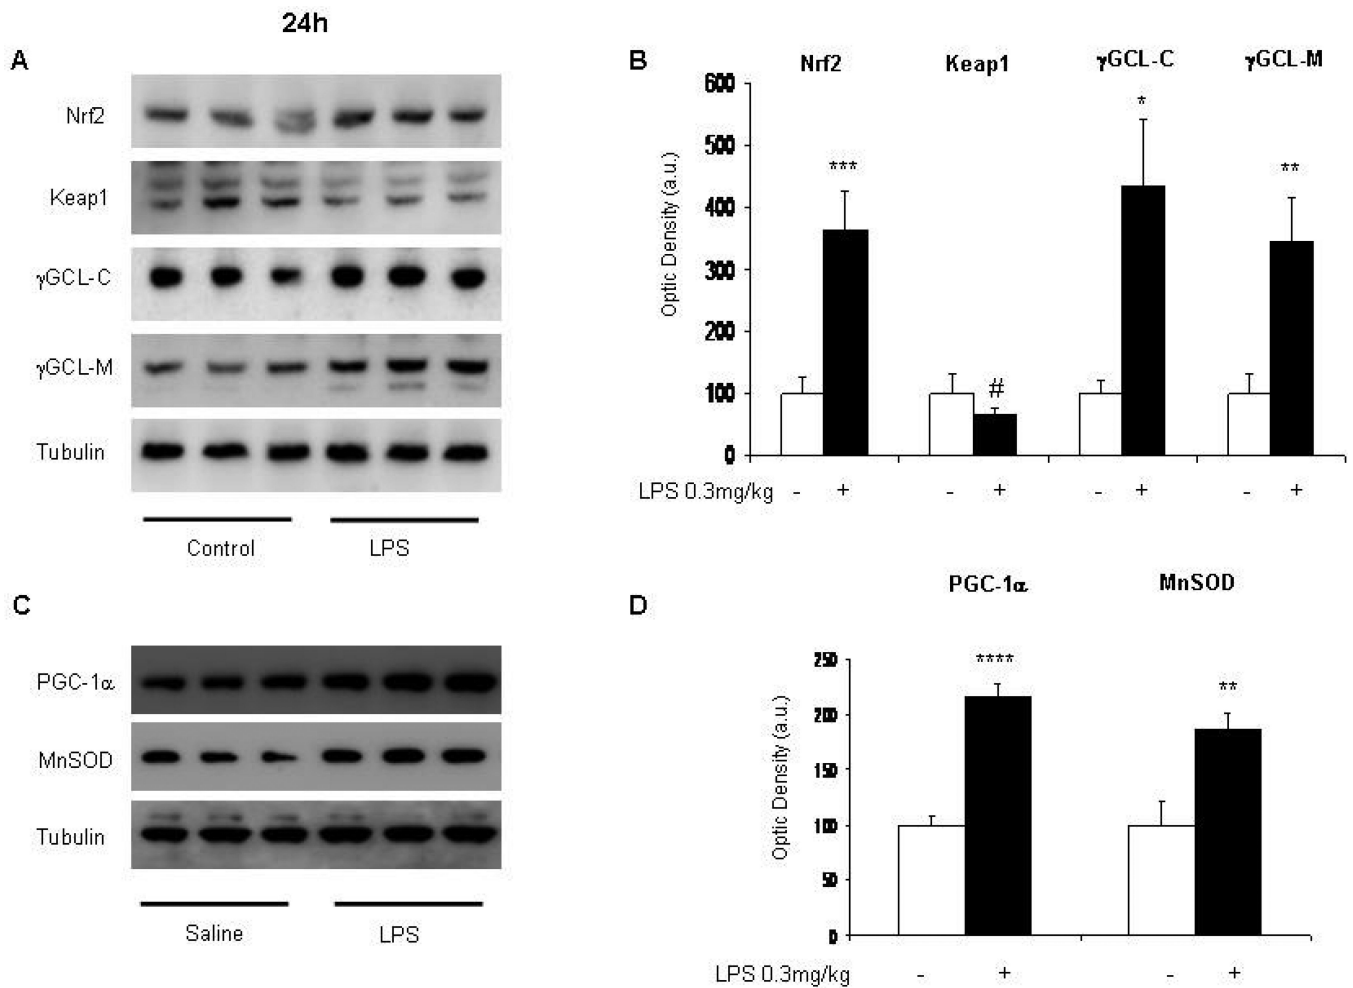 24h
A
Nrf2
Keap1
γGCL-C
γGCL-M
Tubulin
Control LPS
B
Nrf2 Keap1 γGCL-C γGCL-M
Optic Density (a.u.)
600
500
400
300
200
100
0
*** # * **
LPS 0.3mg/kg - + - + - + - +
C
PGC-1α
MnSOD
Tubulin
Saline LPS
D
PGC-1α MnSOD
Optic Density (a.u.)
250
200
150
100
50
0
**** **
LPS 0.3mg/kg - + - +